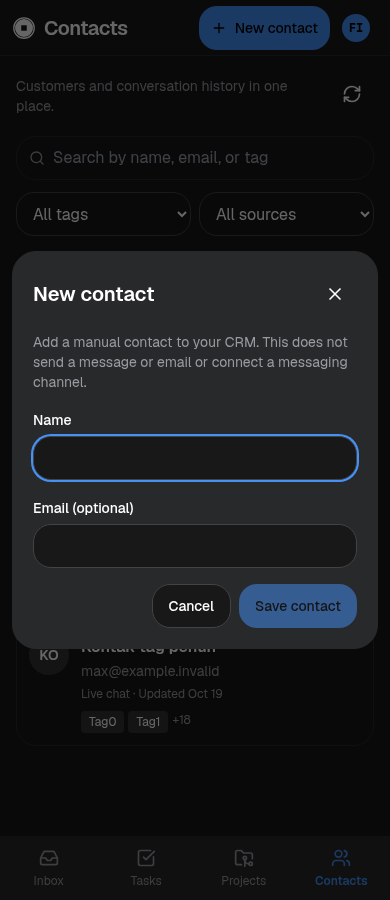 Contacts
New contact
FI
Customers and conversation history in one
place.
Search by name, email, or tag
All tags
All sources
New contact
Add a manual contact to your CRM. This does not
send a message or email or connect a messaging
channel.
Name
Email (optional)
Cancel
Save contact
KO
Kontak tag penuh
max@example.invalid
Live chat · Updated Oct 19
Tag0
Tag1
+18
Inbox
Tasks
Projects
Contacts